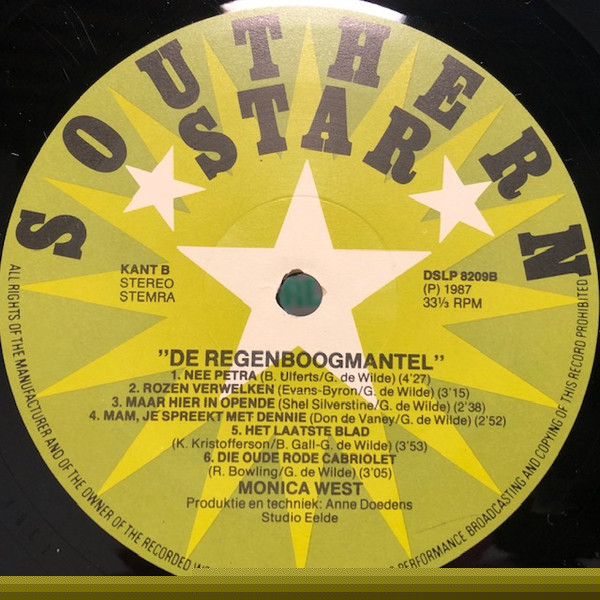 SOUTHERN
STAR
KANT B
STEREO
STEMRA
DSLP 8209B
(P) 1987
33⅓ RPM
"DE REGENBOOGMANTEL"
1. NEE PETRA (B. Ulferts/G. de Wilde) (4'27)
2. ROZEN VERWELKEN (Evans-Byron/G. de Wilde) (3'15)
3. MAAR HIER IN OPENDE (Shel Silverstine/G. de Wilde) (2'38)
4. MAM, JE SPREEKT MET DENNIE (Don de Vaney/G. de Wilde) (2'52)
5. HET LAATSTE BLAD
(K. Kristofferson/B. Gall-G. de Wilde) (3'53)
6. DIE OUDE RODE CABRIOLET
(R. Bowling/G. de Wilde) (3'05)
MONICA WEST
Produktie en techniek: Anne Doedens
Studio Eelde
ALL RIGHTS OF THE MANUFACTURER AND OF THE OWNER OF THE RECORDED
PERFORMANCE BROADCASTING AND COPYING OF THIS RECORD PROHIBITED